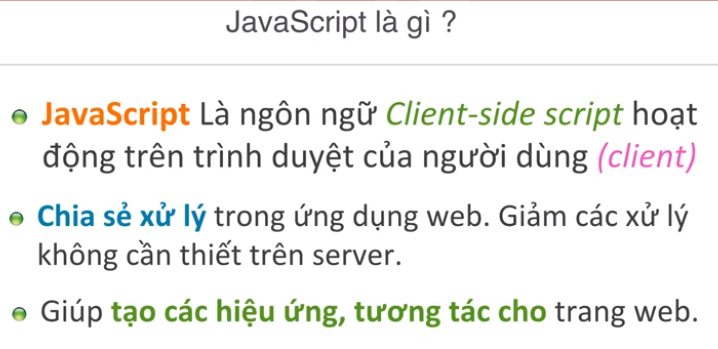 JavaScript là gì ?
JavaScript Là ngôn ngữ Client-side script hoạt
động trên trình duyệt của người dùng (client)
Chia sẻ xử lý trong ứng dụng web. Giảm các xử lý
không cần thiết trên server.
Giúp tạo các hiệu ứng, tương tác cho trang web.